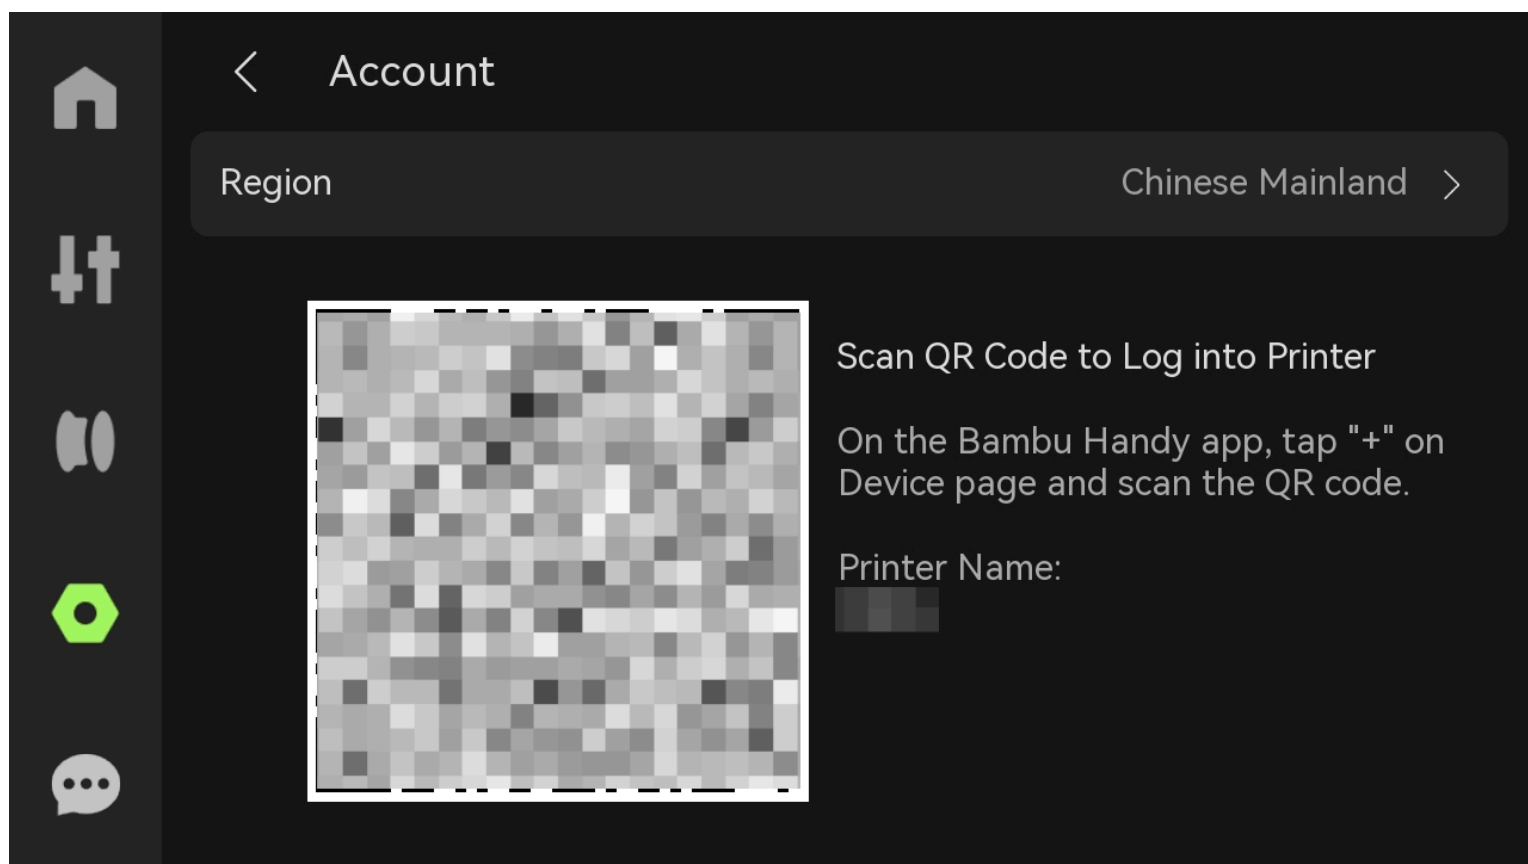 Account
Region
Chinese Mainland
Scan QR Code to Log into Printer
On the Bambu Handy app, tap "+" on
Device page and scan the QR code.
Printer Name: